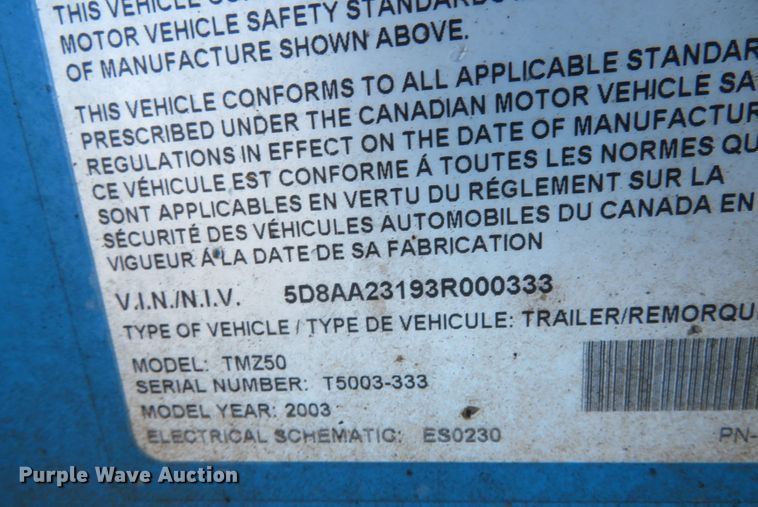 THIS VEHICLE
MOTOR VEHICLE SAFETY STANDARDS
OF MANUFACTURE SHOWN ABOVE.
THIS VEHICLE CONFORMS TO ALL APPLICABLE STANDAR
PRESCRIBED UNDER THE CANADIAN MOTOR VEHICLE SA
REGULATIONS IN EFFECT ON THE DATE OF MANUFACTUR
CE VÉHICULE EST CONFORME Á TOUTES LES NORMES QU
SONT APPLICABLES EN VERTU DU RÉGLEMENT SUR LA
SÉCURITÉ DES VÉHICULES AUTOMOBILES DU CANADA EN
VIGUEUR Á LA DATE DE SA FABRICATION
V.I.N./N.I.V. 5D8AA23193R000333
TYPE OF VEHICLE / TYPE DE VEHICULE: TRAILER/REMORQU
MODEL: TMZ50
SERIAL NUMBER: T5003-333
MODEL YEAR: 2003
ELECTRICAL SCHEMATIC: ES0230 PN-
Purple Wave Auction